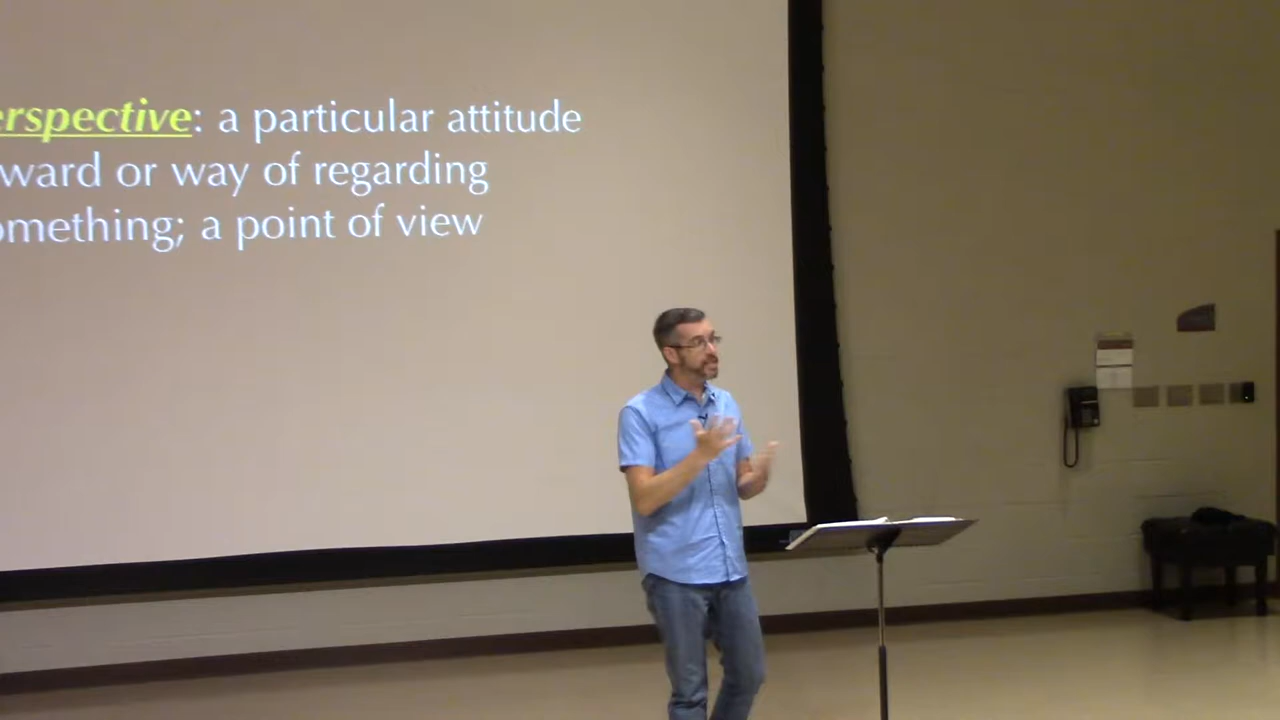 erspective: a particular attitude
ward or way of regarding
omething; a point of view